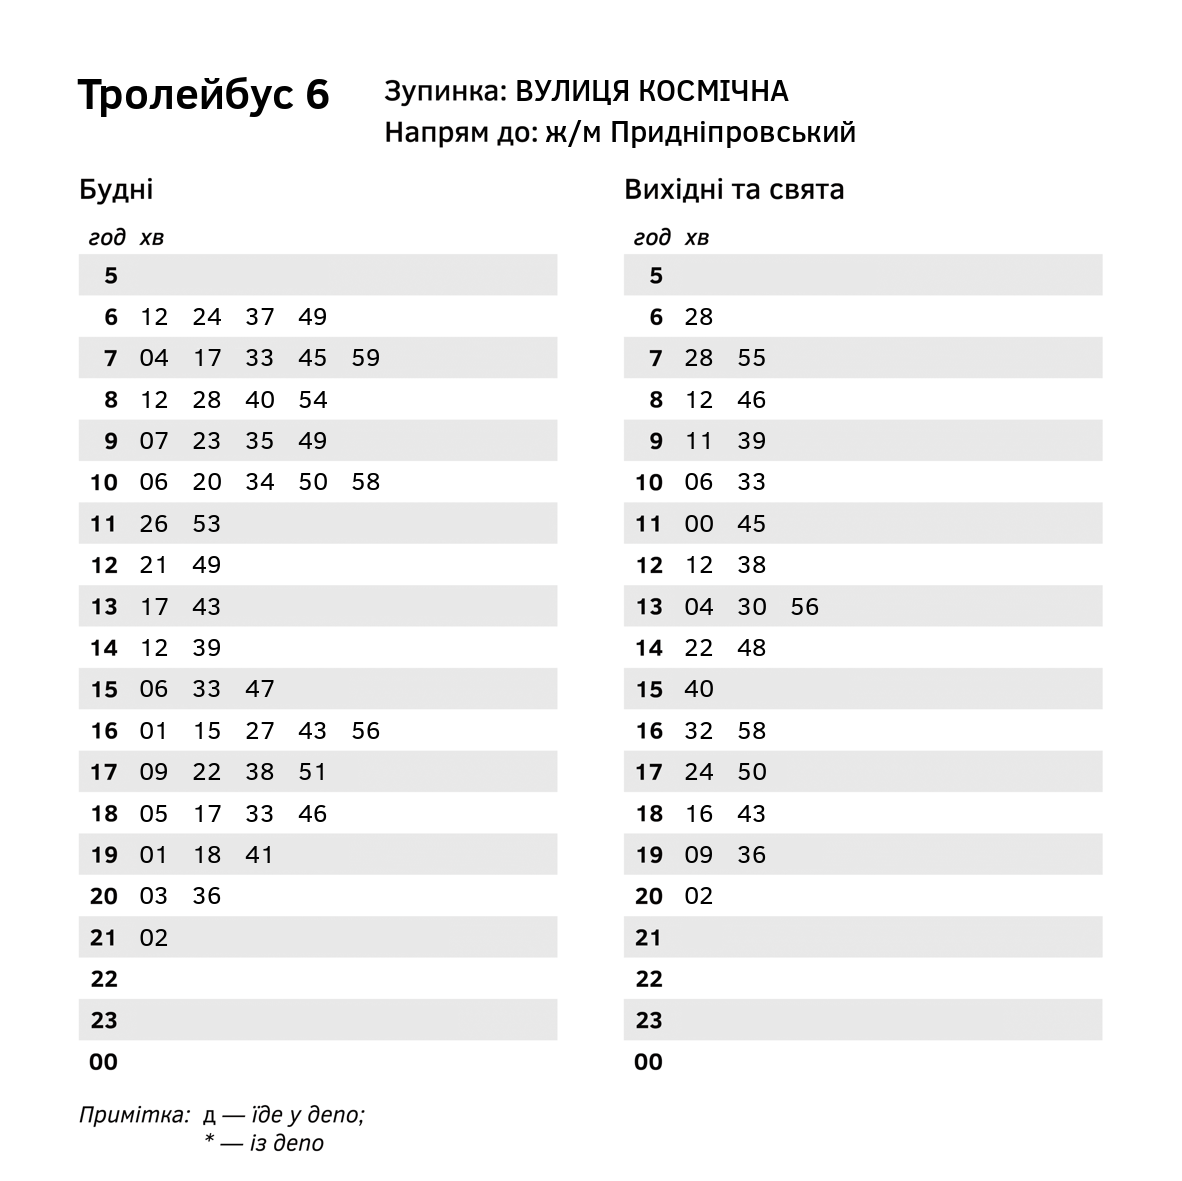 Тролейбус 6
Зупинка: ВУЛИЦЯ КОСМІЧНА
Напрям до: ж/м Придніпровський
Будні
год хв
5
6 12 24 37 49
7 04 17 33 45 59
8 12 28 40 54
9 07 23 35 49
10 06 20 34 50 58
11 26 53
12 21 49
13 17 43
14 12 39
15 06 33 47
16 01 15 27 43 56
17 09 22 38 51
18 05 17 33 46
19 01 18 41
20 03 36
21 02
22
23
00
Вихідні та свята
год хв
5
6 28
7 28 55
8 12 46
9 11 39
10 06 33
11 00 45
12 12 38
13 04 30 56
14 22 48
15 40
16 32 58
17 24 50
18 16 43
19 09 36
20 02
21
22
23
00
Примітка: д — їде у депо;
* — із депо